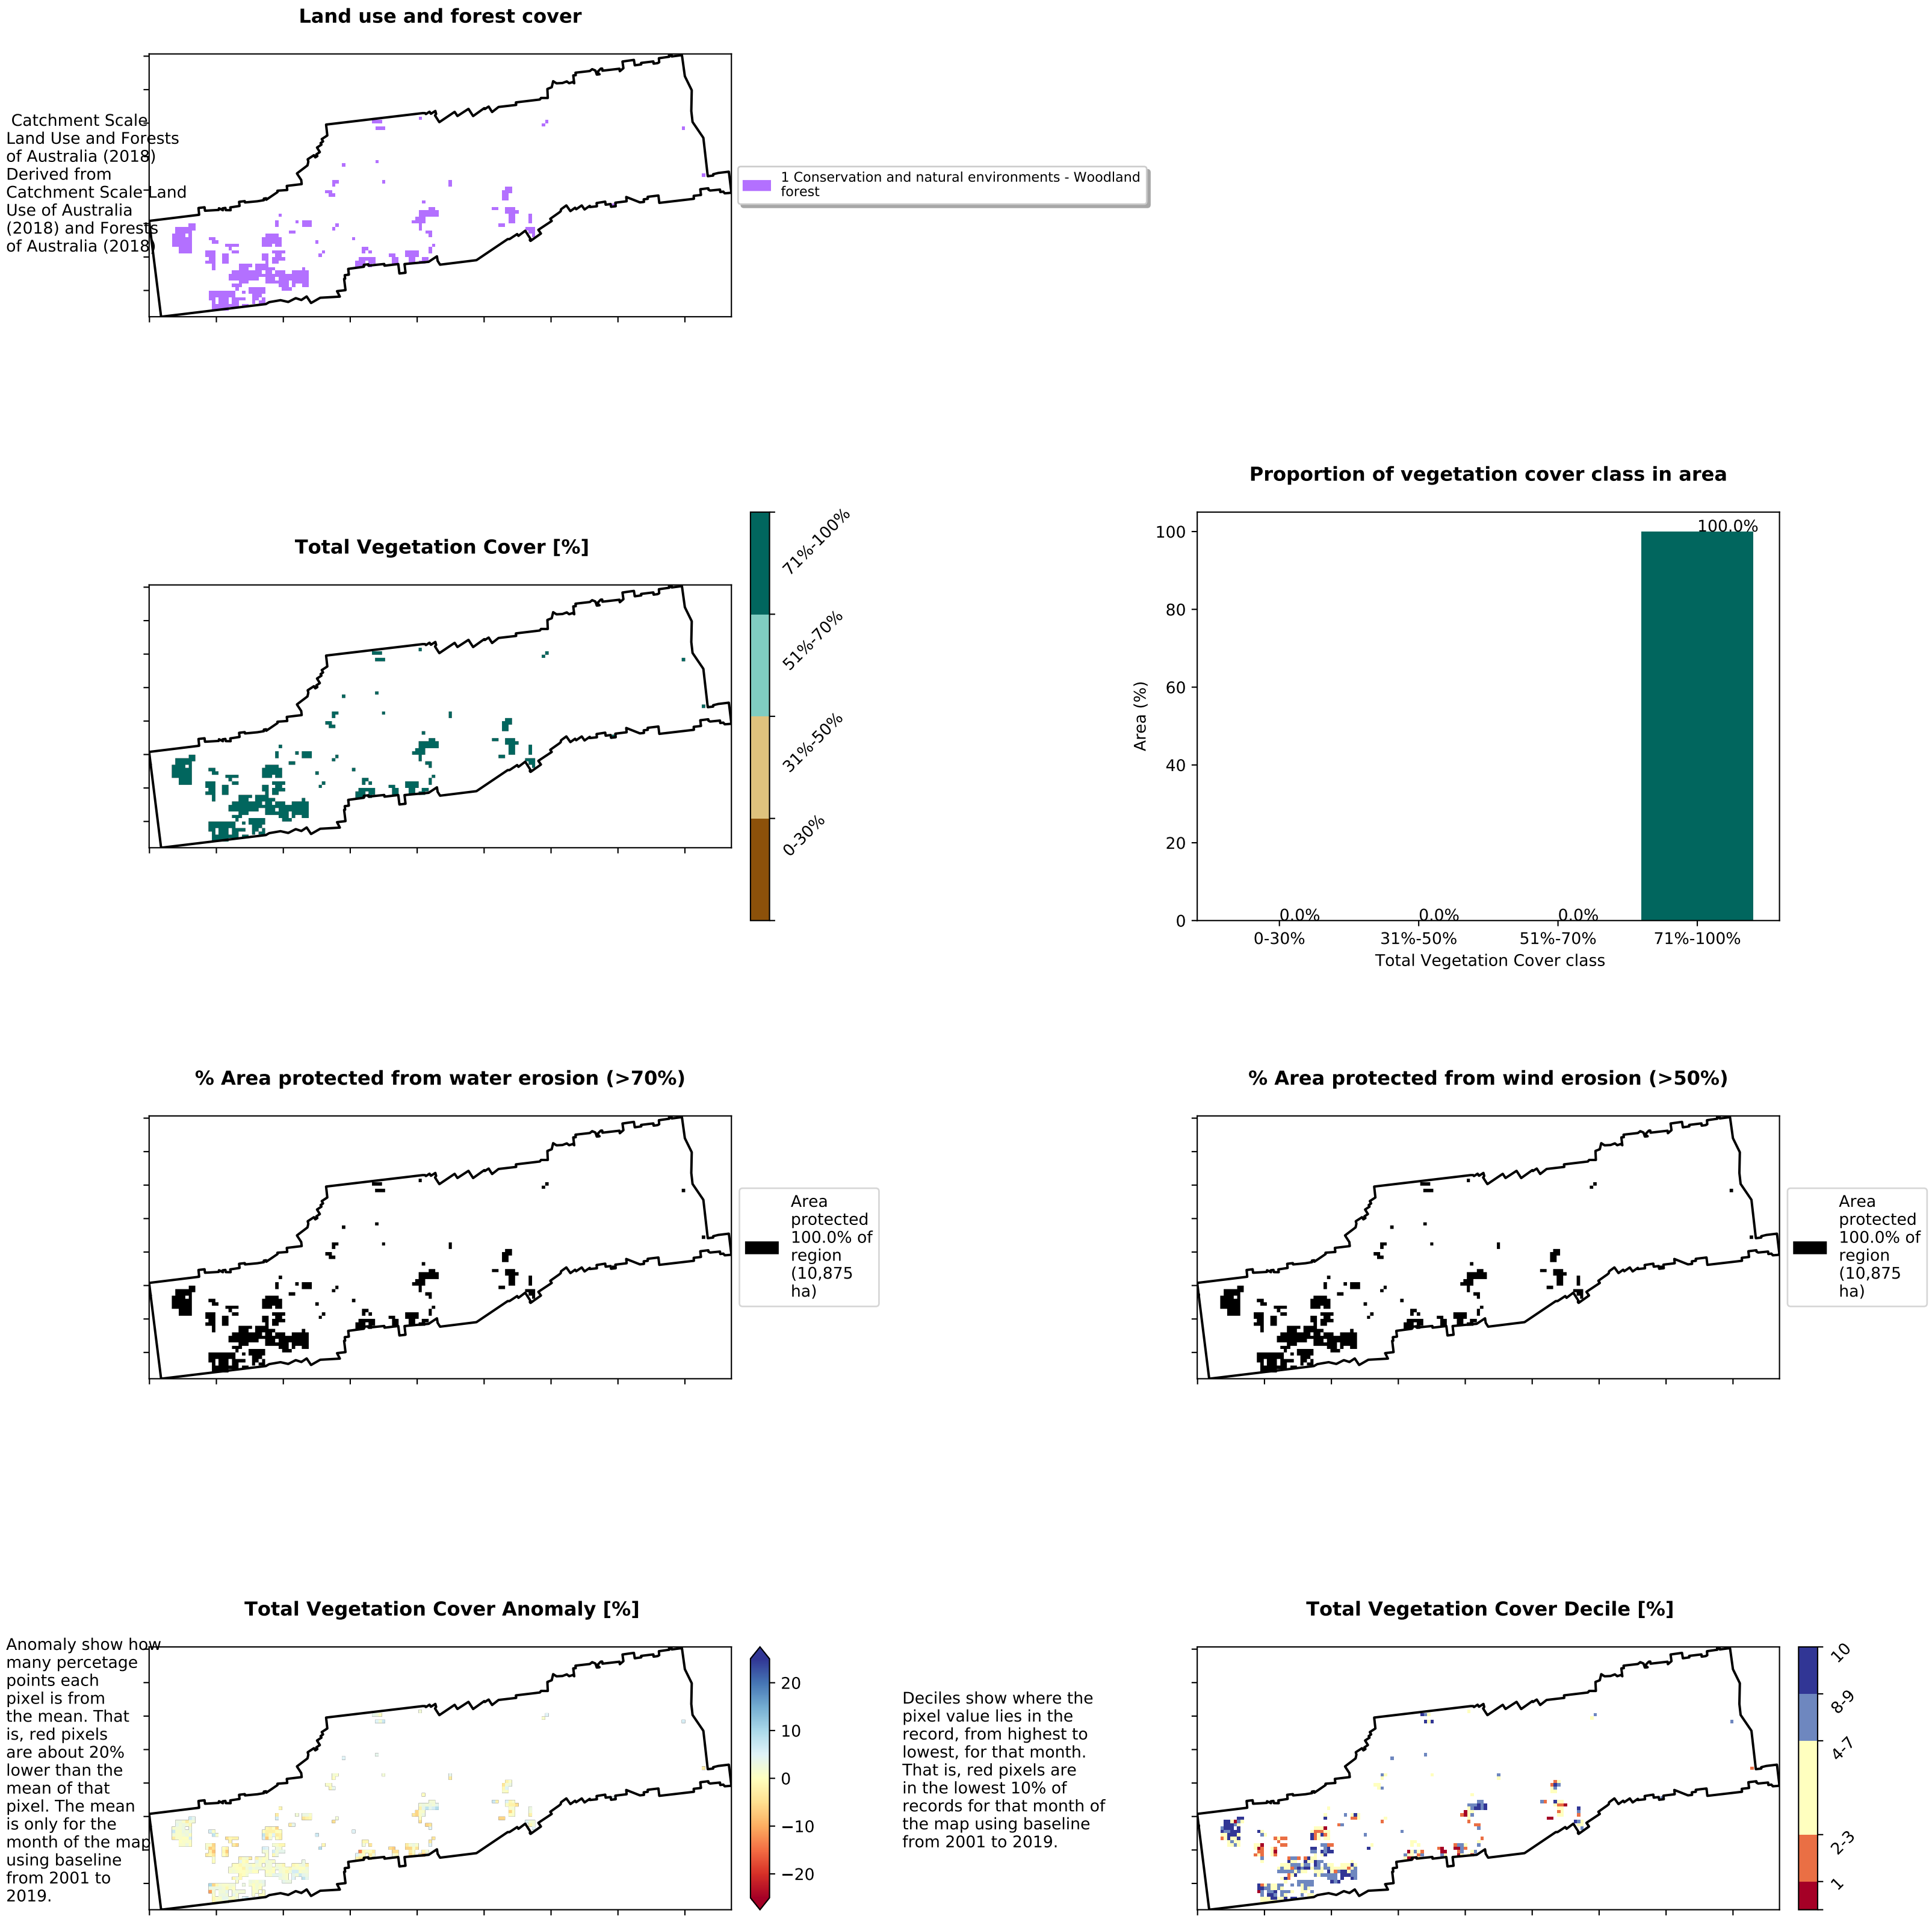 Land use and forest cover
Catchment Scale
Land Use and Forests
of Australia (2018)
Derived from
Catchment Scale Land
Use of Australia
(2018) and Forests
of Australia (2018)
1 Conservation and natural environments - Woodland
forest
Total Vegetation Cover [%]
71%-100%
51%-70%
31%-50%
0-30%
Proportion of vegetation cover class in area
100.0%
100
80
60
40
20
0
Area (%)
0.0%
0.0%
0.0%
0-30%
31%-50%
51%-70%
71%-100%
Total Vegetation Cover class
% Area protected from water erosion (>70%)
Area
protected
100.0% of
region
(10,875
ha)
% Area protected from wind erosion (>50%)
Area
protected
100.0% of
region
(10,875
ha)
Total Vegetation Cover Anomaly [%]
Anomaly show how
many percetage
points each
pixel is from
the mean. That
is, red pixels
are about 20%
lower than the
mean of that
pixel. The mean
is only for the
month of the map
using baseline
from 2001 to
2019.
20
10
0
−10
−20
Total Vegetation Cover Decile [%]
Deciles show where the
pixel value lies in the
record, from highest to
lowest, for that month.
That is, red pixels are
in the lowest 10% of
records for that month of
the map using baseline
from 2001 to 2019.
10
8-9
4-7
2-3
1